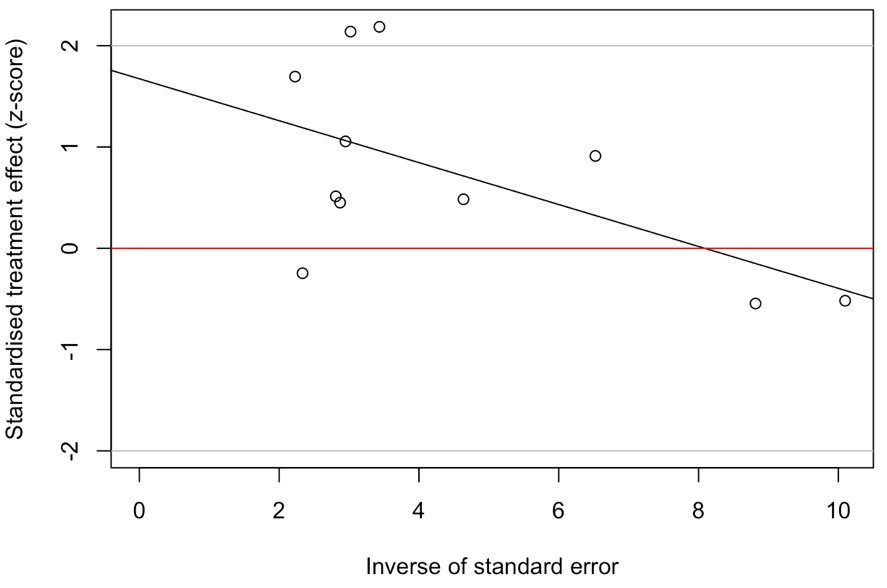 Standardised treatment effect (z-score)
2
1
0
-1
-2
0 2 4 6 8 10
Inverse of standard error